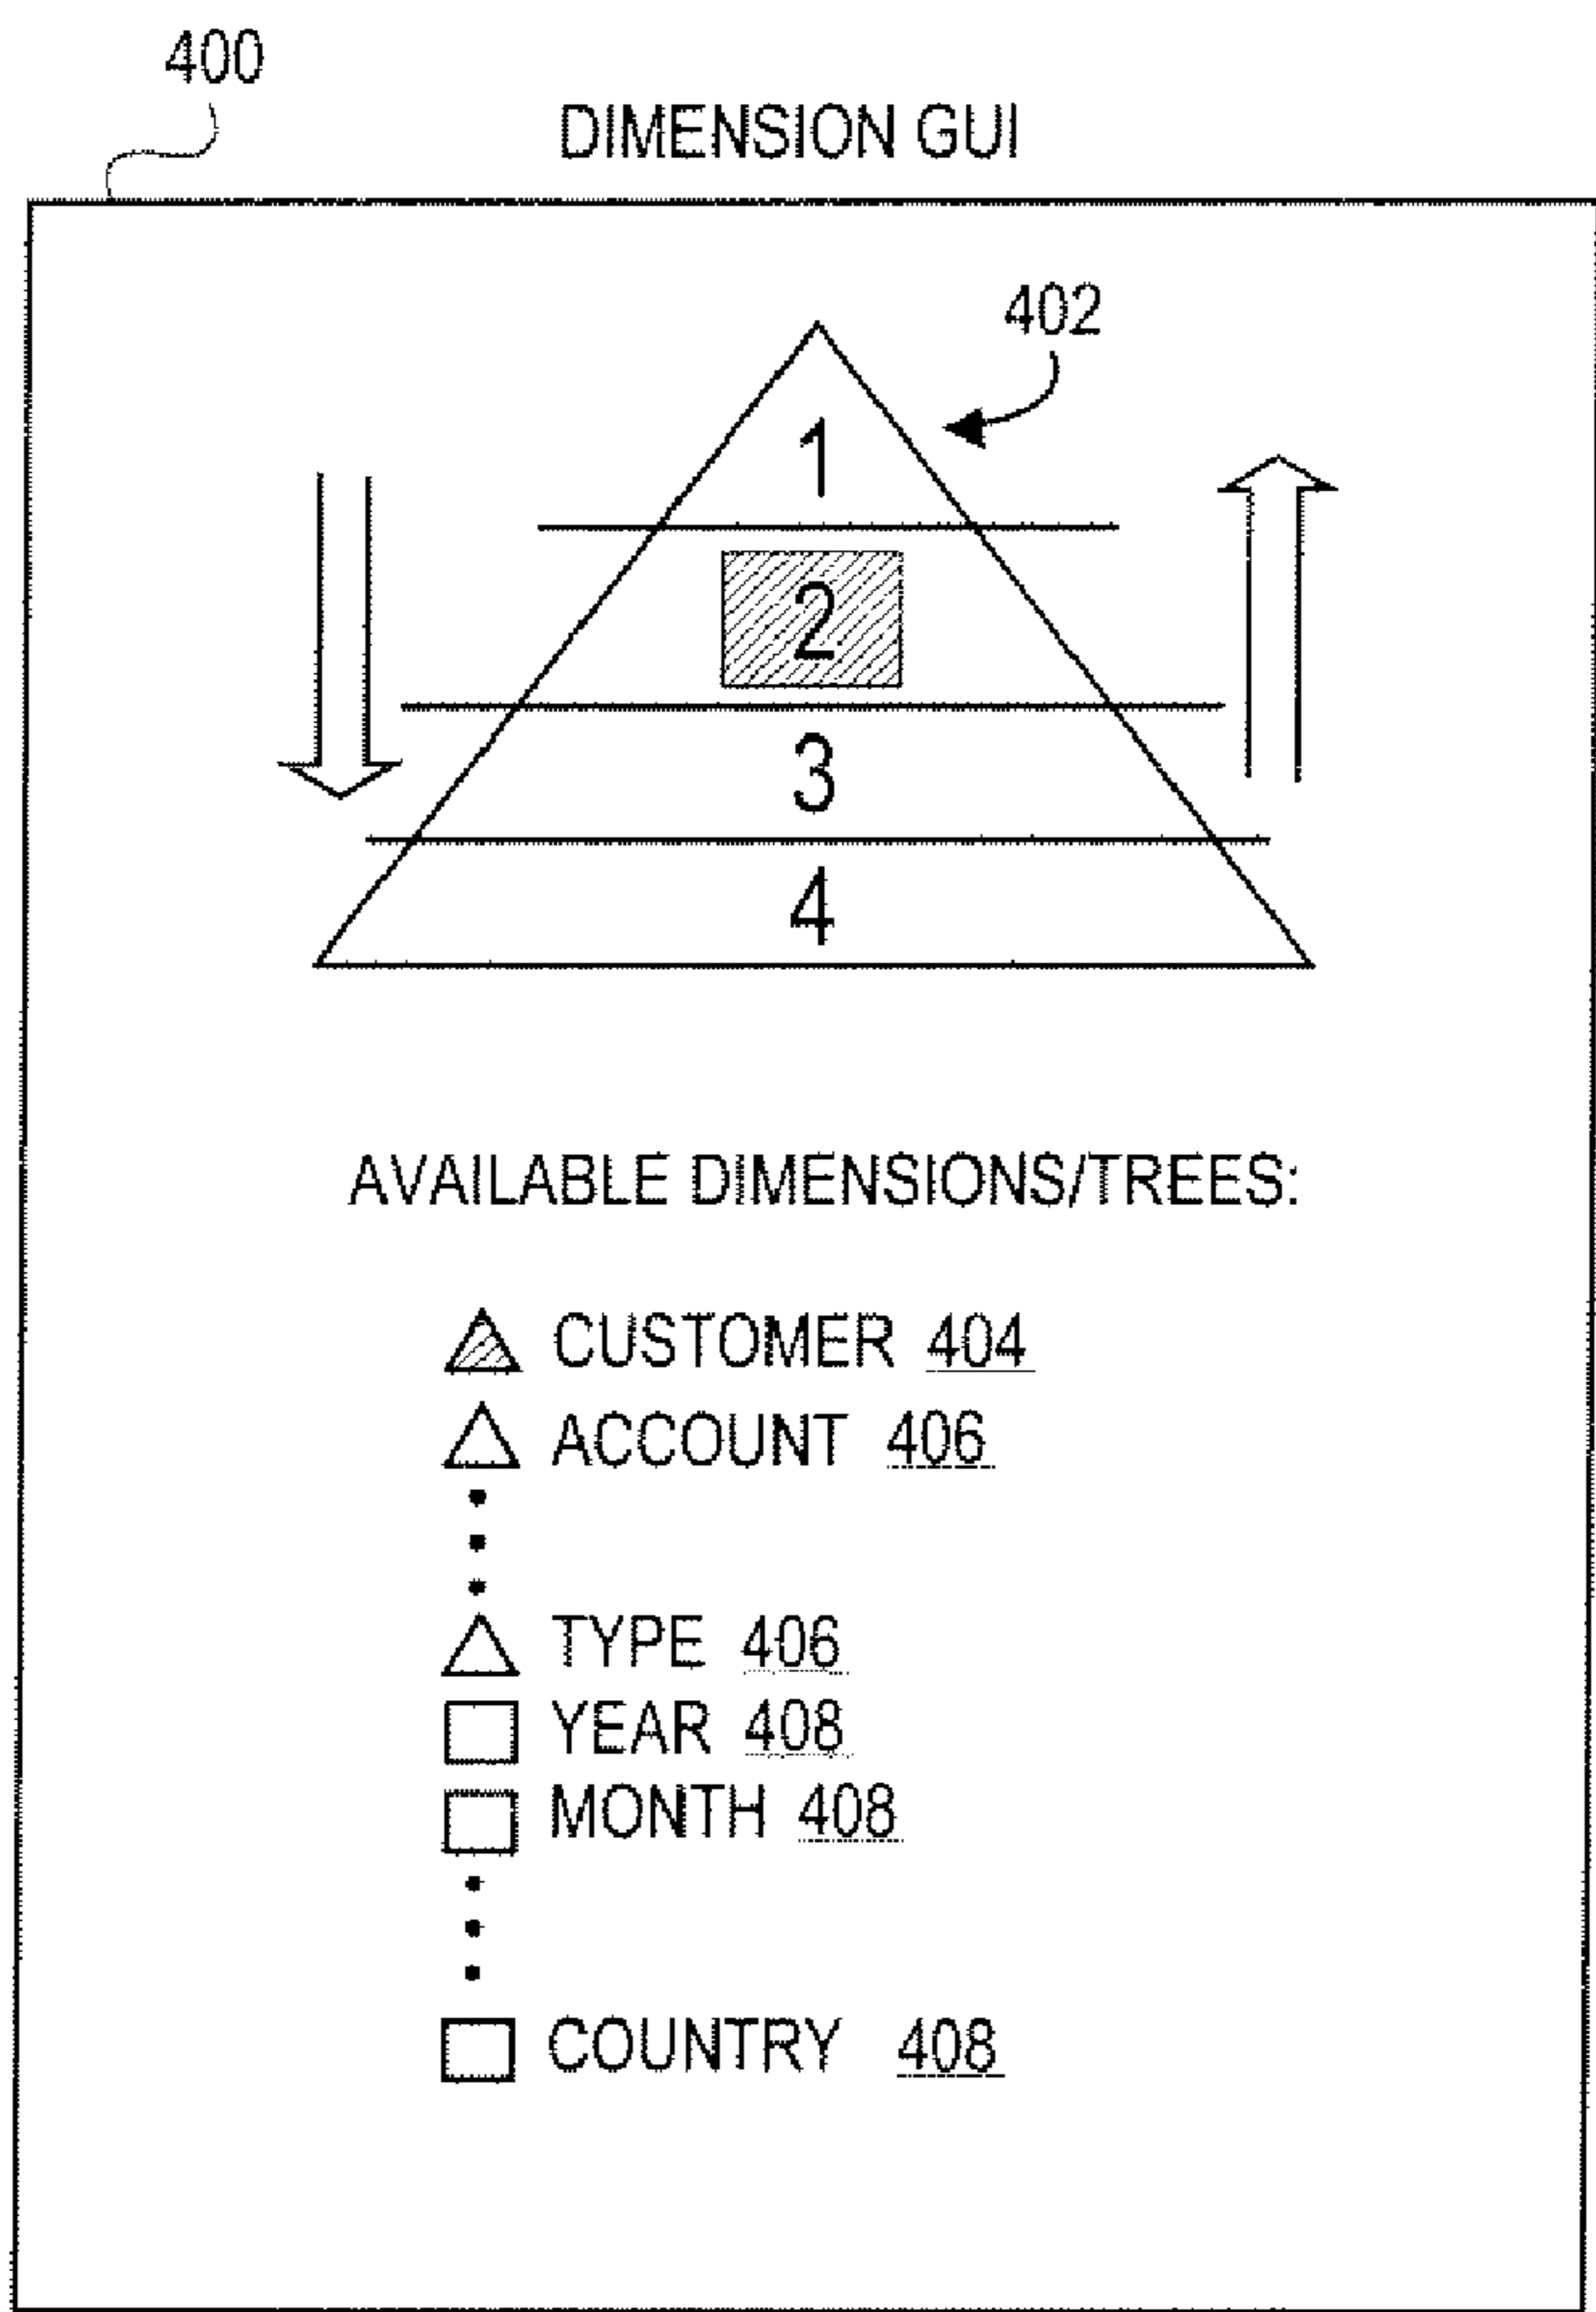 400
DIMENSION GUI
402
1
2
3
4
AVAILABLE DIMENSIONS/TREES:
CUSTOMER 404
ACCOUNT 406
TYPE 406
YEAR 408
MONTH 408
COUNTRY 408